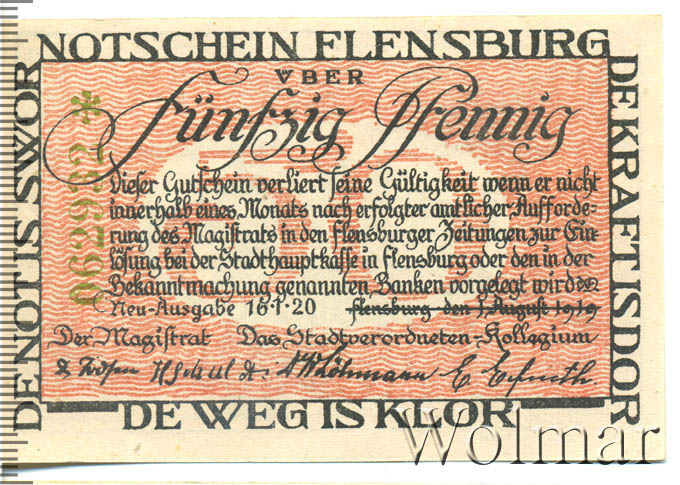 NOTSCHEIN FLENSBURG
VBER
Fünfzig Pfennig
Dieser Gutschein verliert seine Gültigkeit wenn er nicht
innerhalb eines Monats nach erfolgter amtlicher Aufforde-
rung des Magistrats in den Flensburger Zeitungen zur Ein-
lösung bei der Stadthauptkasse in Flensburg oder den in der
Bekanntmachung genannten Banken vorgelegt wird
Neu-Ausgabe 16·1·20 Flensburg den 1. August 1919
Der Magistrat Das Stadtverordneten-Kollegium
062932 *
DE NOT IS SWOR
DE KRAFT IS DOR
DE WEG IS KLOR
Wolmar